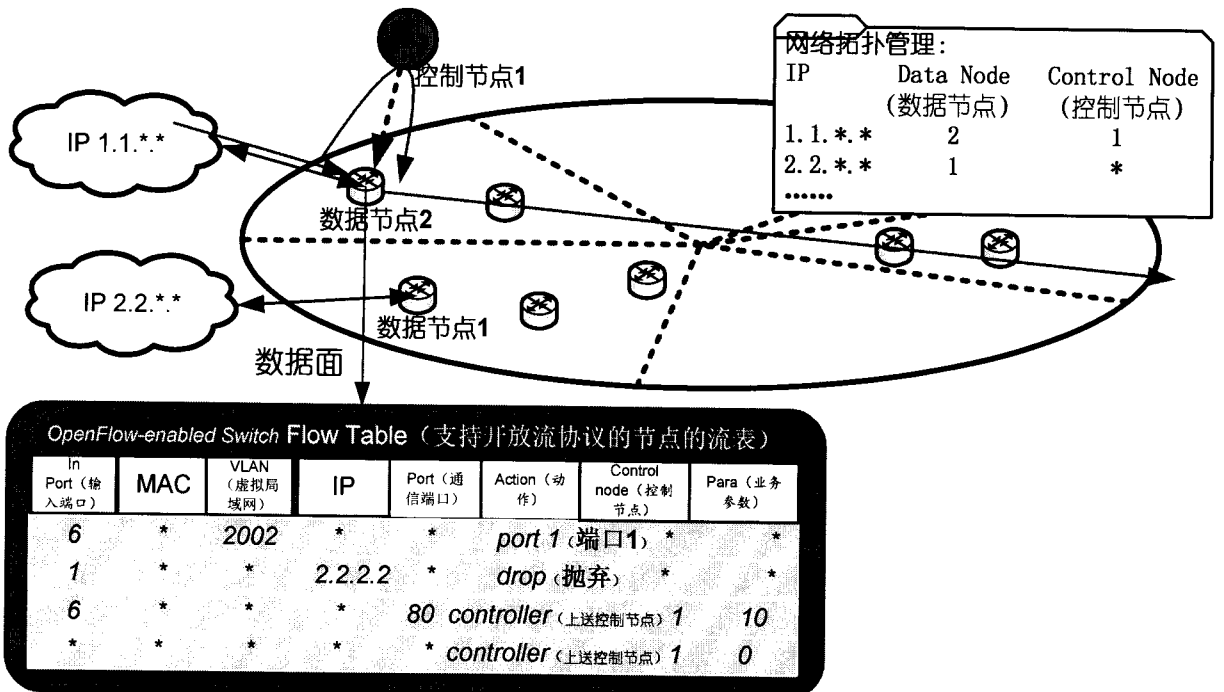 控制节点1
网络拓扑管理:
IP Data Node Control Node
(数据节点) (控制节点)
1.1.*.* 2 1
2.2.*.* 1 *
......
IP 1.1.*.*
数据节点2
IP 2.2.*.*
数据节点1
数据面
OpenFlow-enabled Switch Flow Table（支持开放流协议的节点的流表）
In Port（输入端口） MAC VLAN（虚拟局域网） IP Port（通信端口） Action（动作） Control node（控制节点） Para（业务参数）
6 * 2002 * * port 1（端口1） * *
1 * * 2.2.2.2 * drop（抛弃） * *
6 * * * 80 controller（上送控制节点） 1 10
* * * * * controller（上送控制节点） 1 0